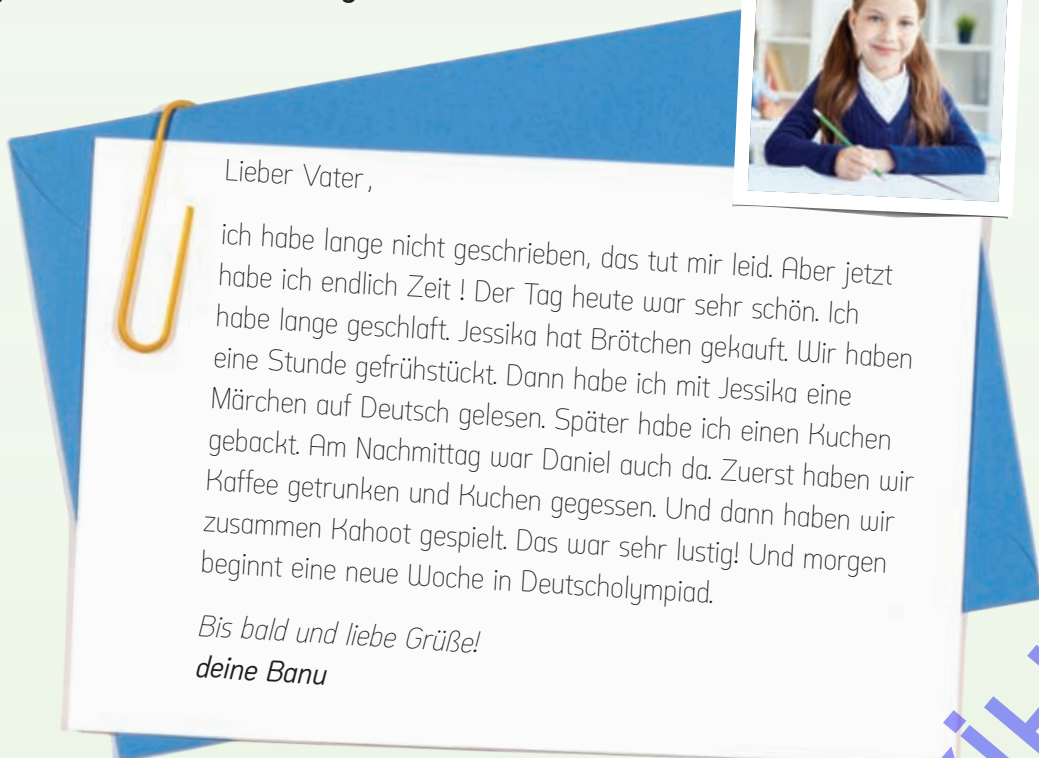 Lieber Vater,
ich habe lange nicht geschrieben, das tut mir leid. Aber jetzt
habe ich endlich Zeit ! Der Tag heute war sehr schön. Ich
habe lange geschlaft. Jessika hat Brötchen gekauft. Wir haben
eine Stunde gefrühstückt. Dann habe ich mit Jessika eine
Märchen auf Deutsch gelesen. Später habe ich einen Kuchen
gebackt. Am Nachmittag war Daniel auch da. Zuerst haben wir
Kaffee getrunken und Kuchen gegessen. Und dann haben wir
zusammen Kahoot gespielt. Das war sehr lustig! Und morgen
beginnt eine neue Woche in Deutscholympiad.
Bis bald und liebe Grüße!
deine Banu